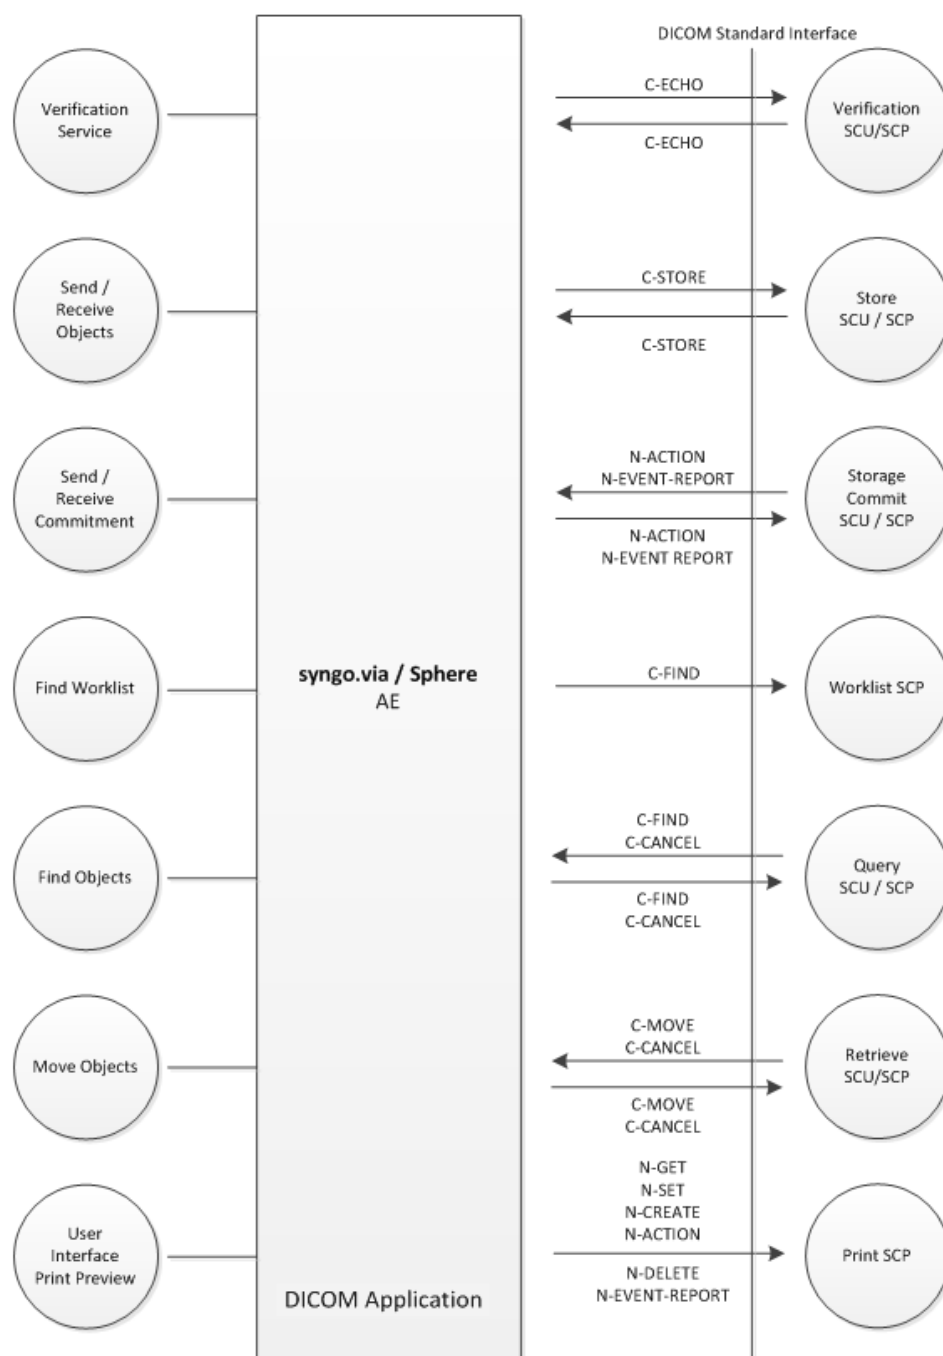 DICOM Standard Interface
Verification
Service
C-ECHO
C-ECHO
Verification
SCU/SCP
Send /
Receive
Objects
C-STORE
C-STORE
Store
SCU / SCP
Send /
Receive
Commitment
N-ACTION
N-EVENT-REPORT
N-ACTION
N-EVENT REPORT
Storage
Commit
SCU / SCP
Find Worklist
syngo.via / Sphere
AE
C-FIND
Worklist SCP
Find Objects
C-FIND
C-CANCEL
C-FIND
C-CANCEL
Query
SCU / SCP
Move Objects
C-MOVE
C-CANCEL
C-MOVE
C-CANCEL
Retrieve
SCU/SCP
User
Interface
Print Preview
DICOM Application
N-GET
N-SET
N-CREATE
N-ACTION
N-DELETE
N-EVENT-REPORT
Print SCP